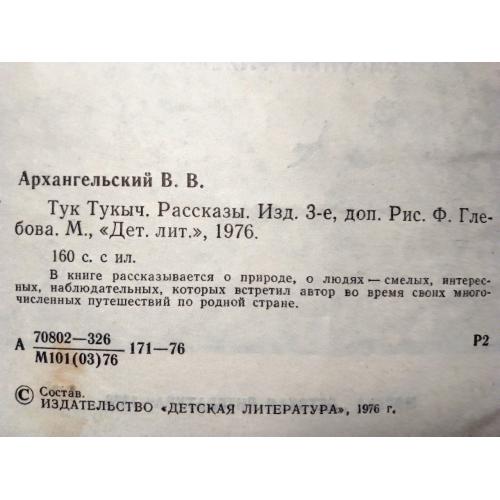 Архангельский В. В.
Тук Тукыч. Рассказы. Изд. 3-е, доп. Рис. Ф. Гле-
бова. М., «Дет. лит.», 1976.
160 с. с ил.
В книге рассказывается о природе, о людях — смелых, интерес-
ных, наблюдательных, которых встретил автор во время своих много-
численных путешествий по родной стране.
А 70802—326
М101(03)76 171—76 Р2
© Состав.
ИЗДАТЕЛЬСТВО «ДЕТСКАЯ ЛИТЕРАТУРА», 1976 г.